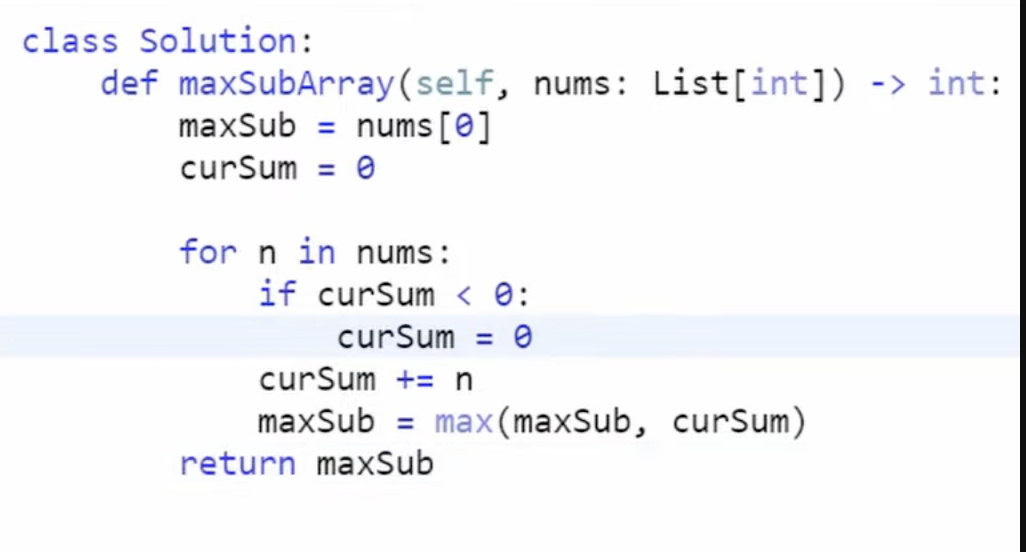 class Solution:
    def maxSubArray(self, nums: List[int]) -> int:
        maxSub = nums[0]
        curSum = 0

        for n in nums:
            if curSum < 0:
                curSum = 0
            curSum += n
            maxSub = max(maxSub, curSum)
        return maxSub